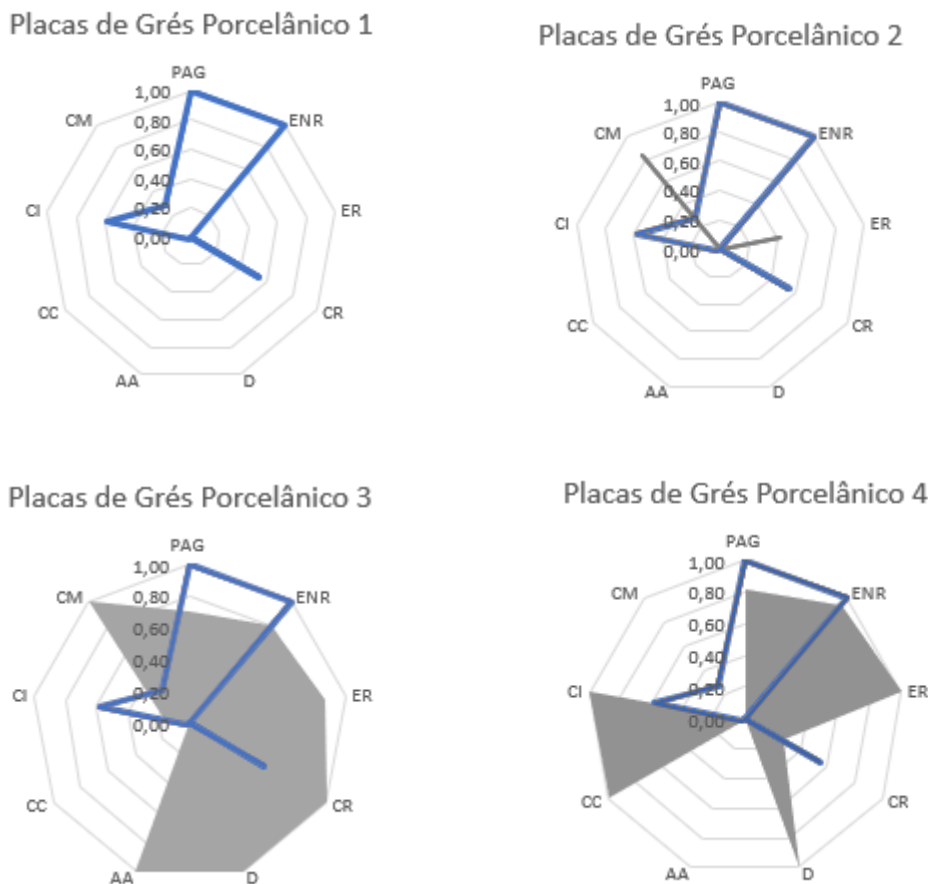 Placas de Grés Porcelânico 1
PAG
1,00
ENR
CM
0,80
0,60
0,40
CI
ER
0,20
0,00
CC
CR
AA
D
Placas de Grés Porcelânico 2
PAG
1,00
ENR
CM
0,80
0,60
0,40
CI
ER
0,20
0,00
CC
CR
AA
D
Placas de Grés Porcelânico 3
PAG
1,00
ENR
CM
0,80
0,60
0,40
CI
ER
0,20
0,00
CC
CR
AA
D
Placas de Grés Porcelânico 4
PAG
1,00
ENR
CM
0,80
0,60
0,40
CI
ER
0,20
0,00
CC
CR
AA
D